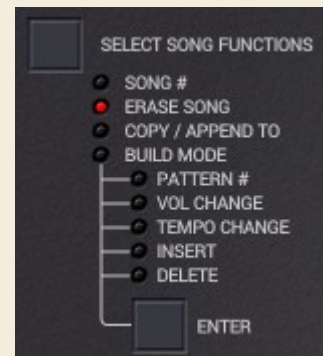 SELECT SONG FUNCTIONS
SONG #
ERASE SONG
COPY / APPEND TO
BUILD MODE
PATTERN #
VOL CHANGE
TEMPO CHANGE
INSERT
DELETE
ENTER